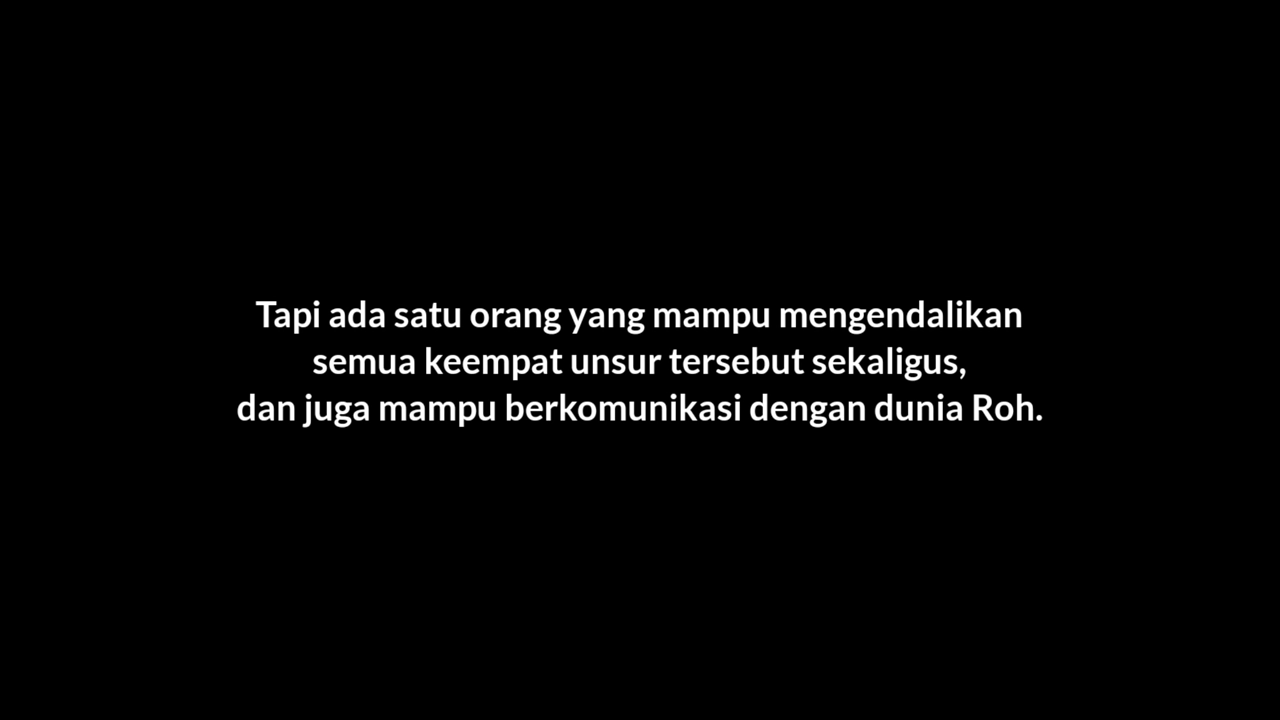 Tapi ada satu orang yang mampu mengendalikan
semua keempat unsur tersebut sekaligus,
dan juga mampu berkomunikasi dengan dunia Roh.